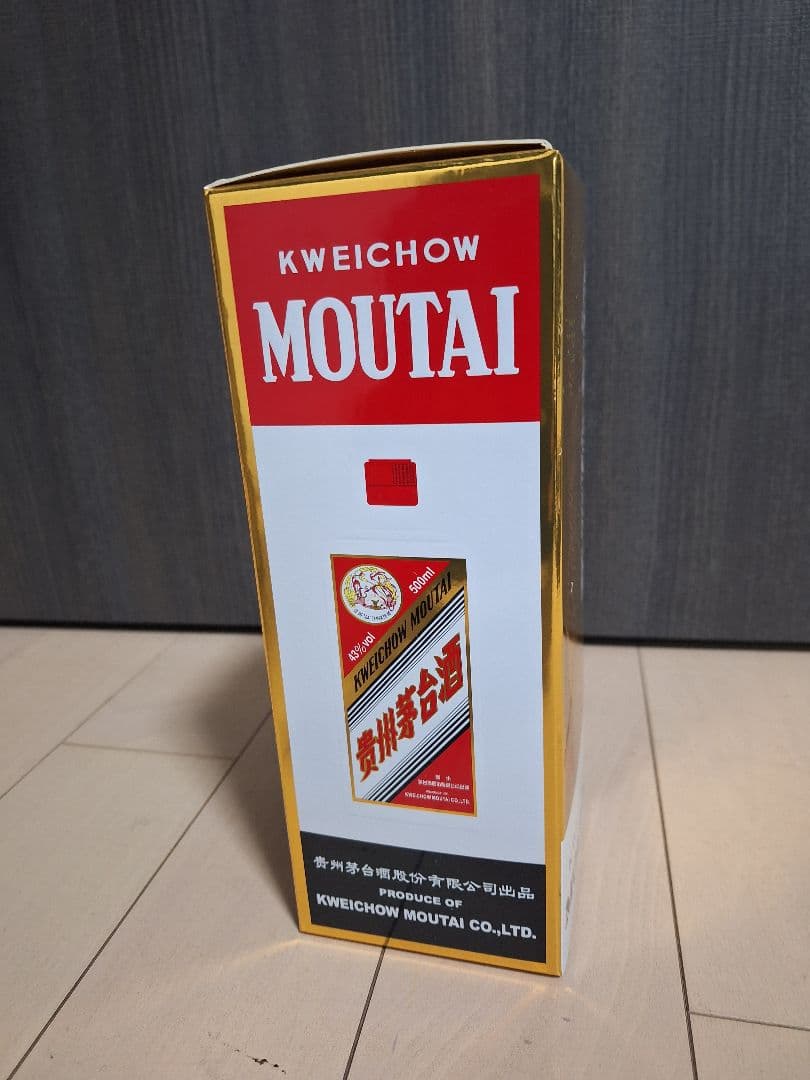 KWEICHOW
MOUTAI
500ml
43%vol
KWEICHOW MOUTAI
贵州茅台酒
KWEICHOW MOUTAI CO.,LTD.
贵州茅台酒股份有限公司出品
PRODUCE OF
KWEICHOW MOUTAI CO.,LTD.